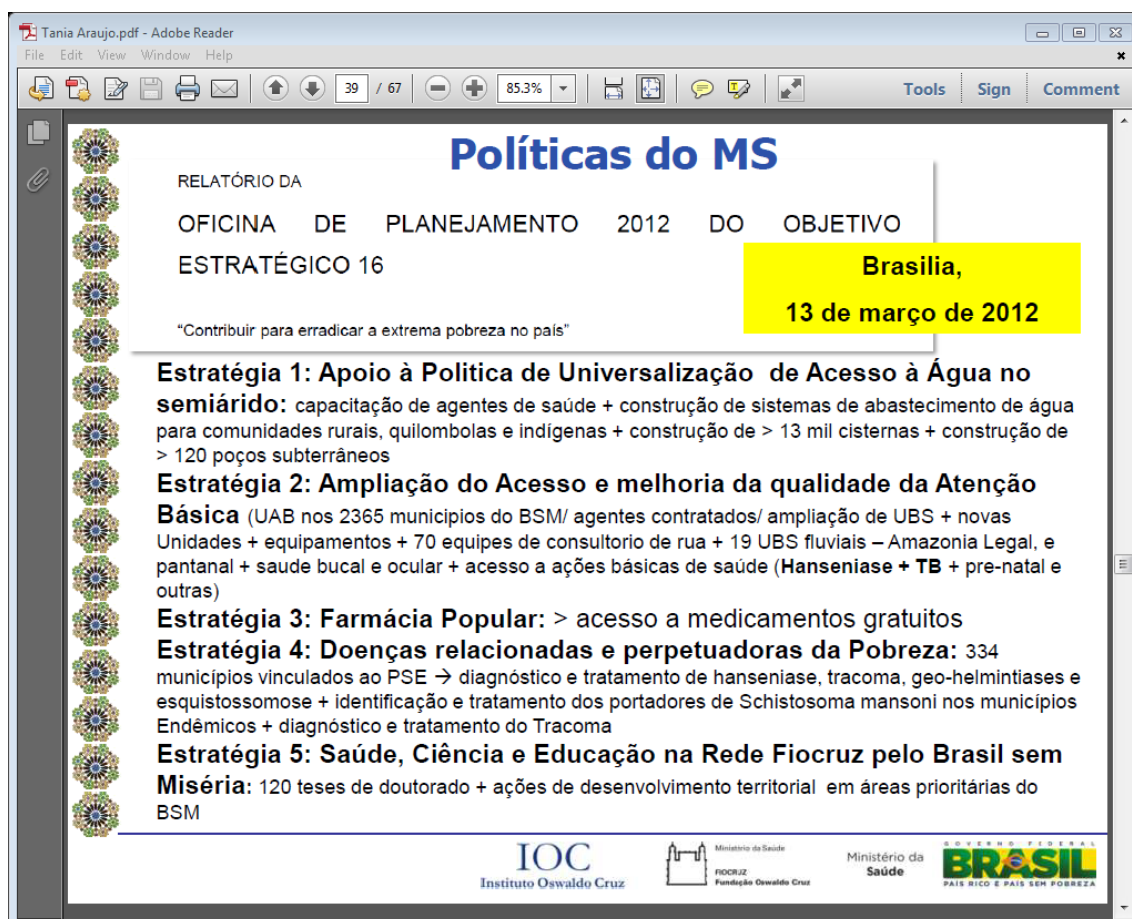 Tania Araujo.pdf - Adobe Reader
File Edit View Window Help
39 / 67 85.3% Tools Sign Comment
Políticas do MS
RELATÓRIO DA
OFICINA DE PLANEJAMENTO 2012 DO OBJETIVO
ESTRATÉGICO 16
Brasilia,
13 de março de 2012
“Contribuir para erradicar a extrema pobreza no país”
Estratégia 1: Apoio à Politica de Universalização de Acesso à Água no
semiárido: capacitação de agentes de saúde + construção de sistemas de abastecimento de água
para comunidades rurais, quilombolas e indígenas + construção de > 13 mil cisternas + construção de
> 120 poços subterrâneos
Estratégia 2: Ampliação do Acesso e melhoria da qualidade da Atenção
Básica (UAB nos 2365 municipios do BSM/ agentes contratados/ ampliação de UBS + novas
Unidades + equipamentos + 70 equipes de consultorio de rua + 19 UBS fluviais – Amazonia Legal, e
pantanal + saude bucal e ocular + acesso a ações básicas de saúde (Hanseniase + TB + pre-natal e
outras)
Estratégia 3: Farmácia Popular: > acesso a medicamentos gratuitos
Estratégia 4: Doenças relacionadas e perpetuadoras da Pobreza: 334
municípios vinculados ao PSE → diagnóstico e tratamento de hanseníase, tracoma, geo-helmintiases e
esquistossomose + identificação e tratamento dos portadores de Schistosoma mansoni nos municípios
Endêmicos + diagnóstico e tratamento do Tracoma
Estratégia 5: Saúde, Ciência e Educação na Rede Fiocruz pelo Brasil sem
Miséria: 120 teses de doutorado + ações de desenvolvimento territorial em áreas prioritárias do
BSM
IOC
Instituto Oswaldo Cruz
Ministério da Saúde
FIOCRUZ
Fundação Oswaldo Cruz
Ministério da
Saúde
GOVERNO FEDERAL
BRASIL
PAÍS RICO É PAÍS SEM POBREZA